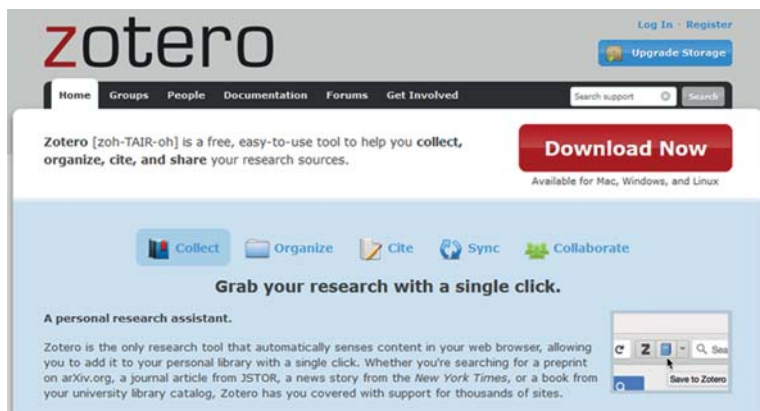 zotero
Log In · Register
Upgrade Storage
Home Groups People Documentation Forums Get Involved
Search support Search
Zotero [zoh-TAIR-oh] is a free, easy-to-use tool to help you collect,
organize, cite, and share your research sources.
Download Now
Available for Mac, Windows, and Linux
Collect Organize Cite Sync Collaborate
Grab your research with a single click.
A personal research assistant.
Zotero is the only research tool that automatically senses content in your web browser, allowing
you to add it to your personal library with a single click. Whether you're searching for a preprint
on arXiv.org, a journal article from JSTOR, a news story from the New York Times, or a book from
your university library catalog, Zotero has you covered with support for thousands of sites.
C Z Sea
Save to Zotero